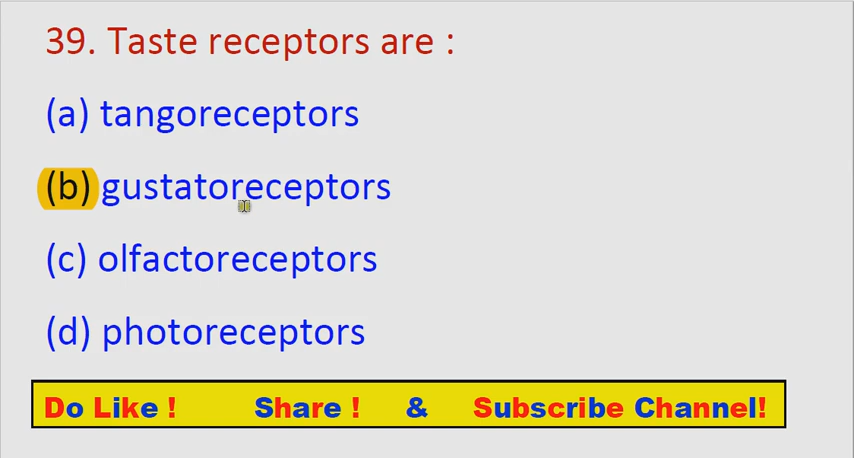 39. Taste receptors are :
(a) tangoreceptors
(b) gustatoreceptors
(c) olfactoreceptors
(d) photoreceptors
Do Like ! Share ! & Subscribe Channel!